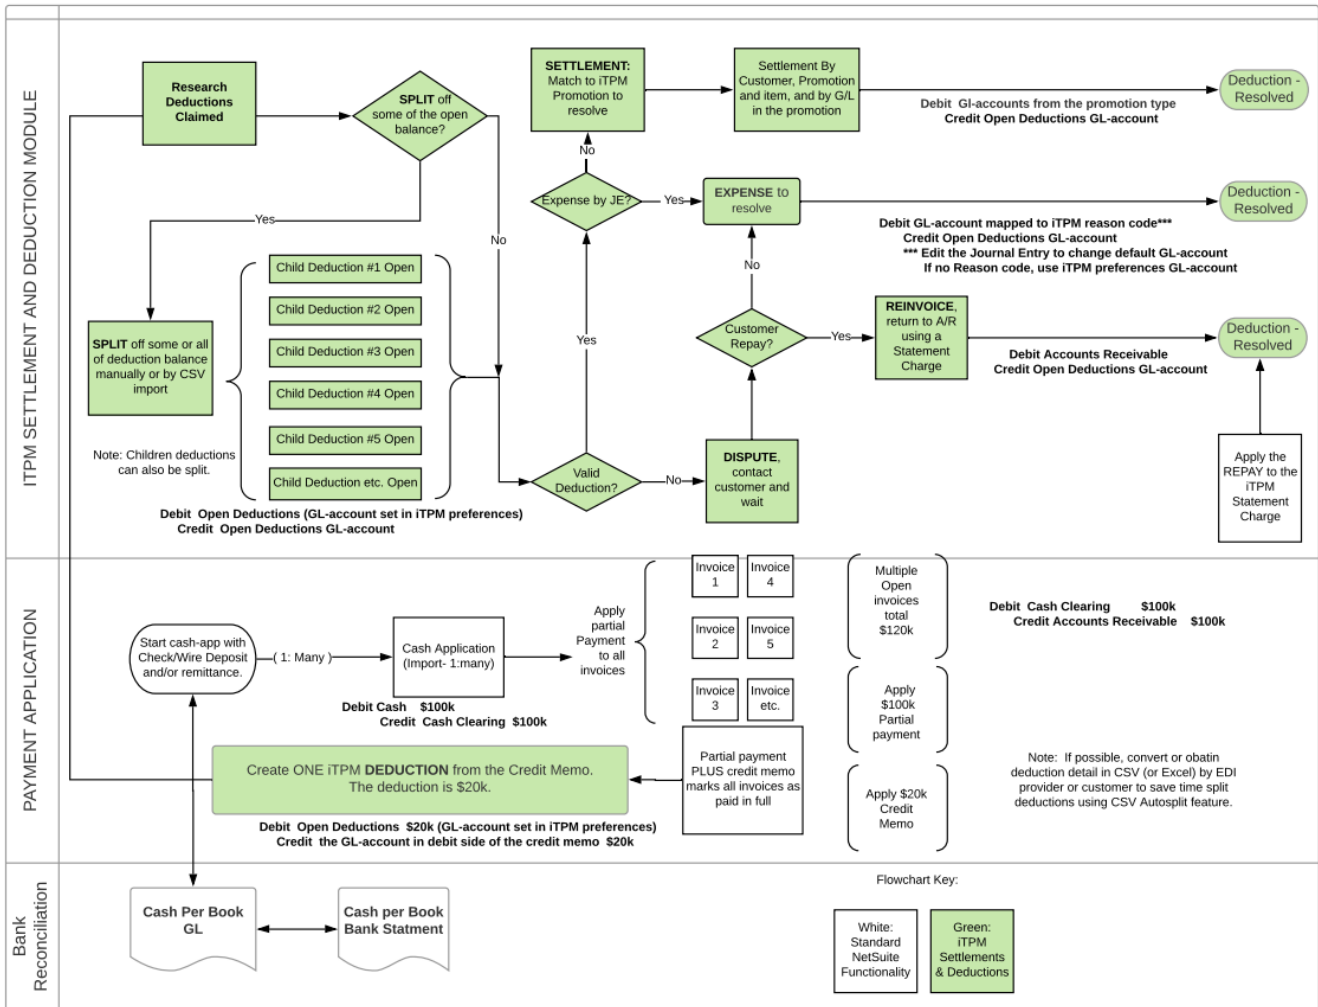 ITPM SETTLEMENT AND DEDUCTION MODULE
Research
Deductions
Claimed
SPLIT off
some of the open
balance?
SETTLEMENT:
Match to iTPM
Promotion to
resolve
Settlement By
Customer, Promotion
and item, and by G/L
in the promotion
Debit Gl-accounts from the promotion type
Credit Open Deductions GL-account
Deduction -
Resolved
No
Expense by JE?
Yes
EXPENSE to
resolve
Deduction -
Resolved
Debit GL-account mapped to iTPM reason code***
Credit Open Deductions GL-account
*** Edit the Journal Entry to change default GL-account
If no Reason code, use iTPM preferences GL-account
Yes
No
No
Yes
SPLIT off some or all
of deduction balance
manually or by CSV
import
Note: Children deductions
can also be split.
Child Deduction #1 Open
Child Deduction #2 Open
Child Deduction #3 Open
Child Deduction #4 Open
Child Deduction #5 Open
Child Deduction etc. Open
Debit Open Deductions (GL-account set in iTPM preferences)
Credit Open Deductions GL-account
Customer
Repay?
Yes
REINVOICE,
return to A/R
using a
Statement
Charge
Debit Accounts Receivable
Credit Open Deductions GL-account
Deduction -
Resolved
Valid
Deduction?
No
DISPUTE,
contact
customer and
wait
Apply the
REPAY to the
iTPM
Statement
Charge
PAYMENT APPLICATION
Start cash-app with
Check/Wire Deposit
and/or remittance.
( 1: Many )
Cash Application
(Import- 1:many)
Debit Cash $100k
Credit Cash Clearing $100k
Apply
partial
Payment
to all
invoices
Invoice
1
Invoice
4
Invoice
2
Invoice
5
Invoice
3
Invoice
etc.
Multiple
Open
invoices
total
$120k
Debit Cash Clearing $100k
Credit Accounts Receivable $100k
Apply
$100k
Partial
payment
Create ONE iTPM DEDUCTION from the Credit Memo.
The deduction is $20k.
Debit Open Deductions $20k (GL-account set in iTPM preferences)
Credit the GL-account in debit side of the credit memo $20k
Partial payment
PLUS credit memo
marks all invoices as
paid in full
Apply $20k
Credit
Memo
Note: If possible, convert or obatin
deduction detail in CSV (or Excel) by EDI
provider or customer to save time split
deductions using CSV Autosplit feature.
Bank
Reconciliation
Cash Per Book
GL
Cash per Book
Bank Statment
Flowchart Key:
White:
Standard
NetSuite
Functionality
Green:
iTPM
Settlements
& Deductions